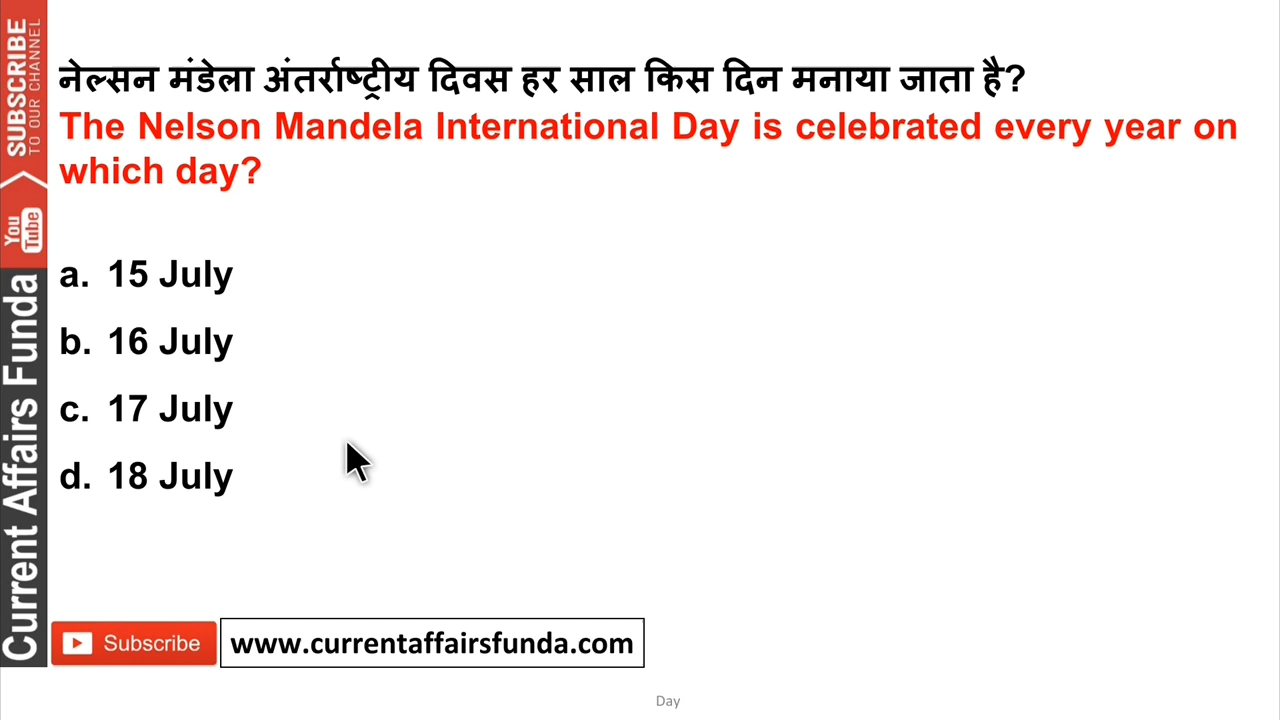 नेल्सन मंडेला अंतर्राष्ट्रीय दिवस हर साल किस दिन मनाया जाता है?
The Nelson Mandela International Day is celebrated every year on
which day?
a. 15 July
b. 16 July
c. 17 July
d. 18 July
SUBSCRIBE
TO OUR CHANNEL
You
Tube
Current Affairs Funda
Subscribe
www.currentaffairsfunda.com
Day